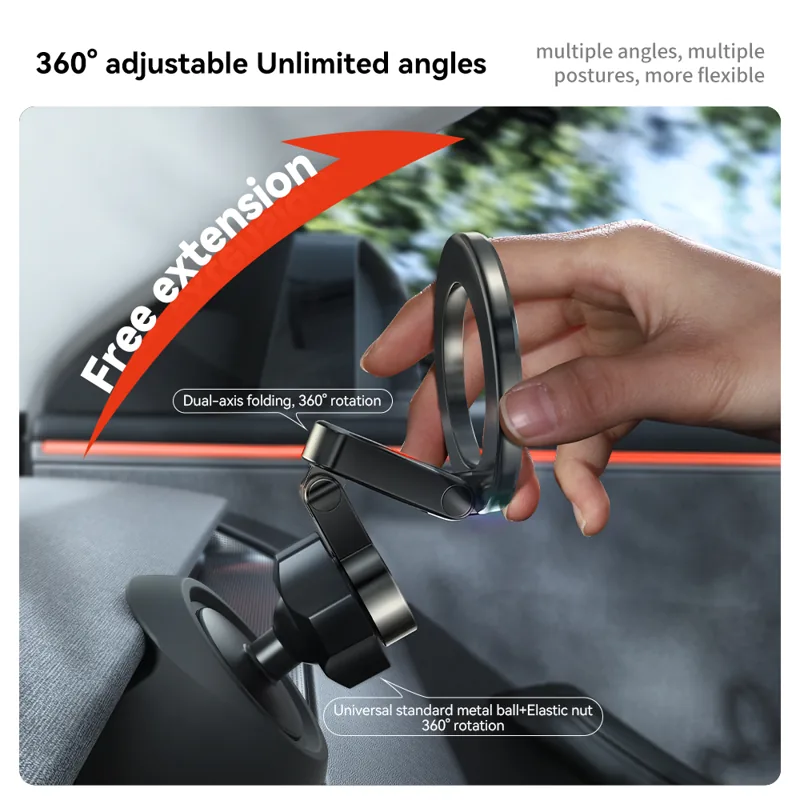 360° adjustable Unlimited angles
multiple angles, multiple
postures, more flexible
Free extension
Dual-axis folding, 360° rotation
Universal standard metal ball+Elastic nut
360° rotation